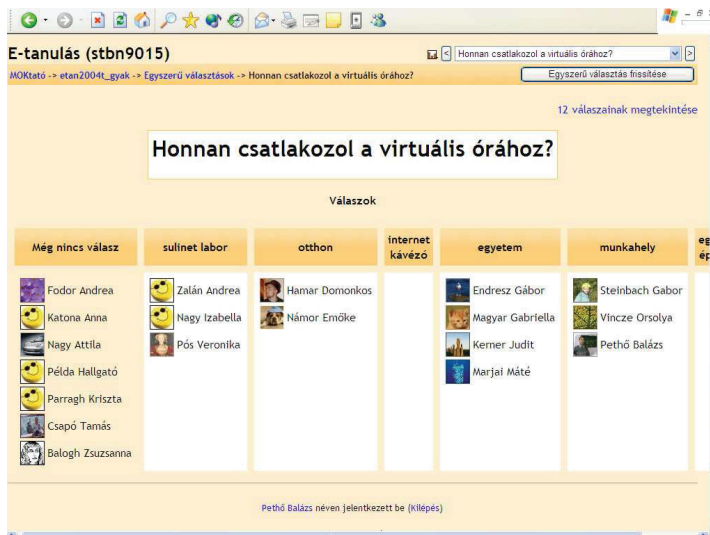 E-tanulás (stbn9015)
Honnan csatlakozol a virtuális órához?
MOKtató -> etan2004t_gyak -> Egyszerű választások -> Honnan csatlakozol a virtuális órához?
Egyszerű választás frissítése
12 válaszainak megtekintése
Honnan csatlakozol a virtuális órához?
Válaszok
Még nincs válasz
sulinet labor
otthon
internet
kávézó
egyetem
munkahely
Fodor Andrea
Katona Anna
Nagy Attila
Példa Hallgató
Parragh Kriszta
Csapó Tamás
Balogh Zsuzsanna
Zalán Andrea
Nagy Izabella
Pós Veronika
Hamar Domonkos
Námor Emőke
Endresz Gábor
Magyar Gabriella
Kerner Judit
Marjai Máté
Steinbach Gabor
Vincze Orsolya
Pethő Balázs
Pethő Balázs néven jelentkezett be (Kilépés)